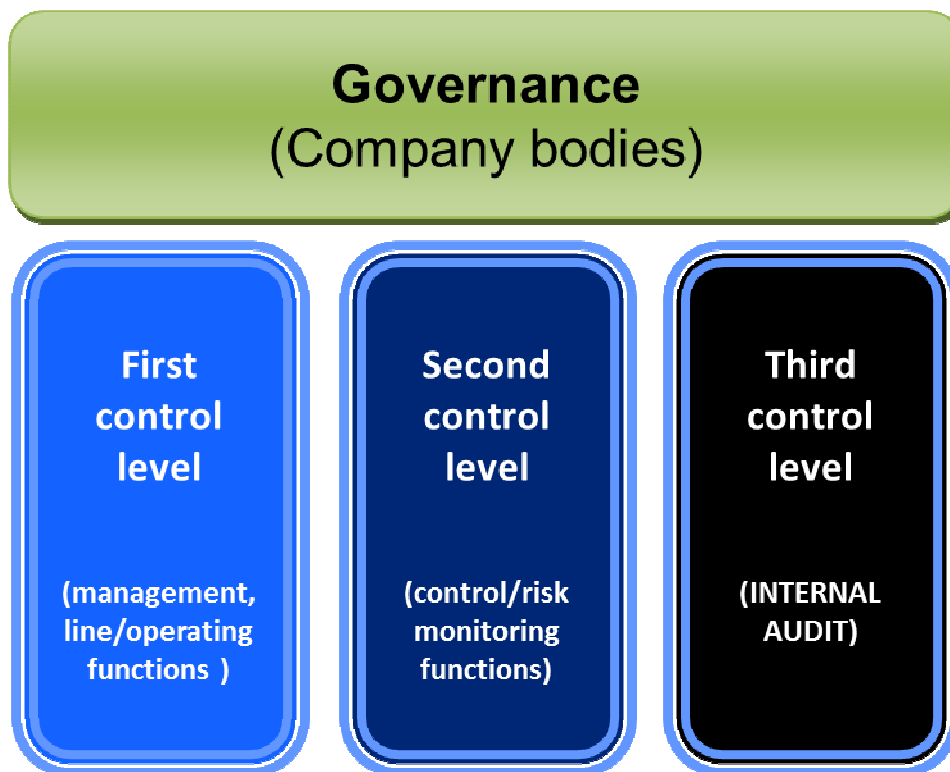 Governance
(Company bodies)
First
control
level
(management,
line/operating
functions )
Second
control
level
(control/risk
monitoring
functions)
Third
control
level
(INTERNAL
AUDIT)